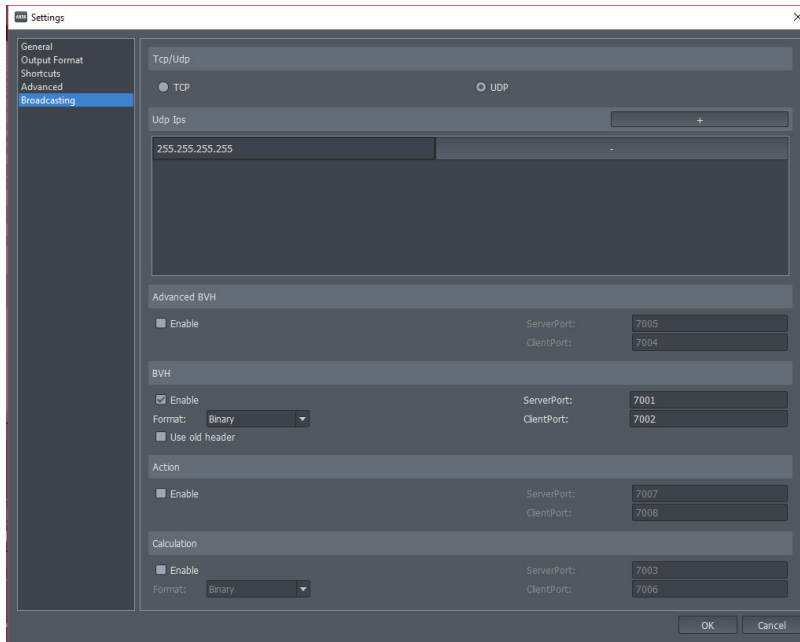 AXIS Settings
General
Output Format
Shortcuts
Advanced
Broadcasting
Tcp/Udp
TCP UDP
Udp Ips +
255.255.255.255 -
Advanced BVH
Enable ServerPort: 7005
ClientPort: 7004
BVH
Enable ServerPort: 7001
Format: Binary ClientPort: 7002
Use old header
Action
Enable ServerPort: 7007
ClientPort: 7008
Calculation
Enable ServerPort: 7003
Format: Binary ClientPort: 7006
OK Cancel